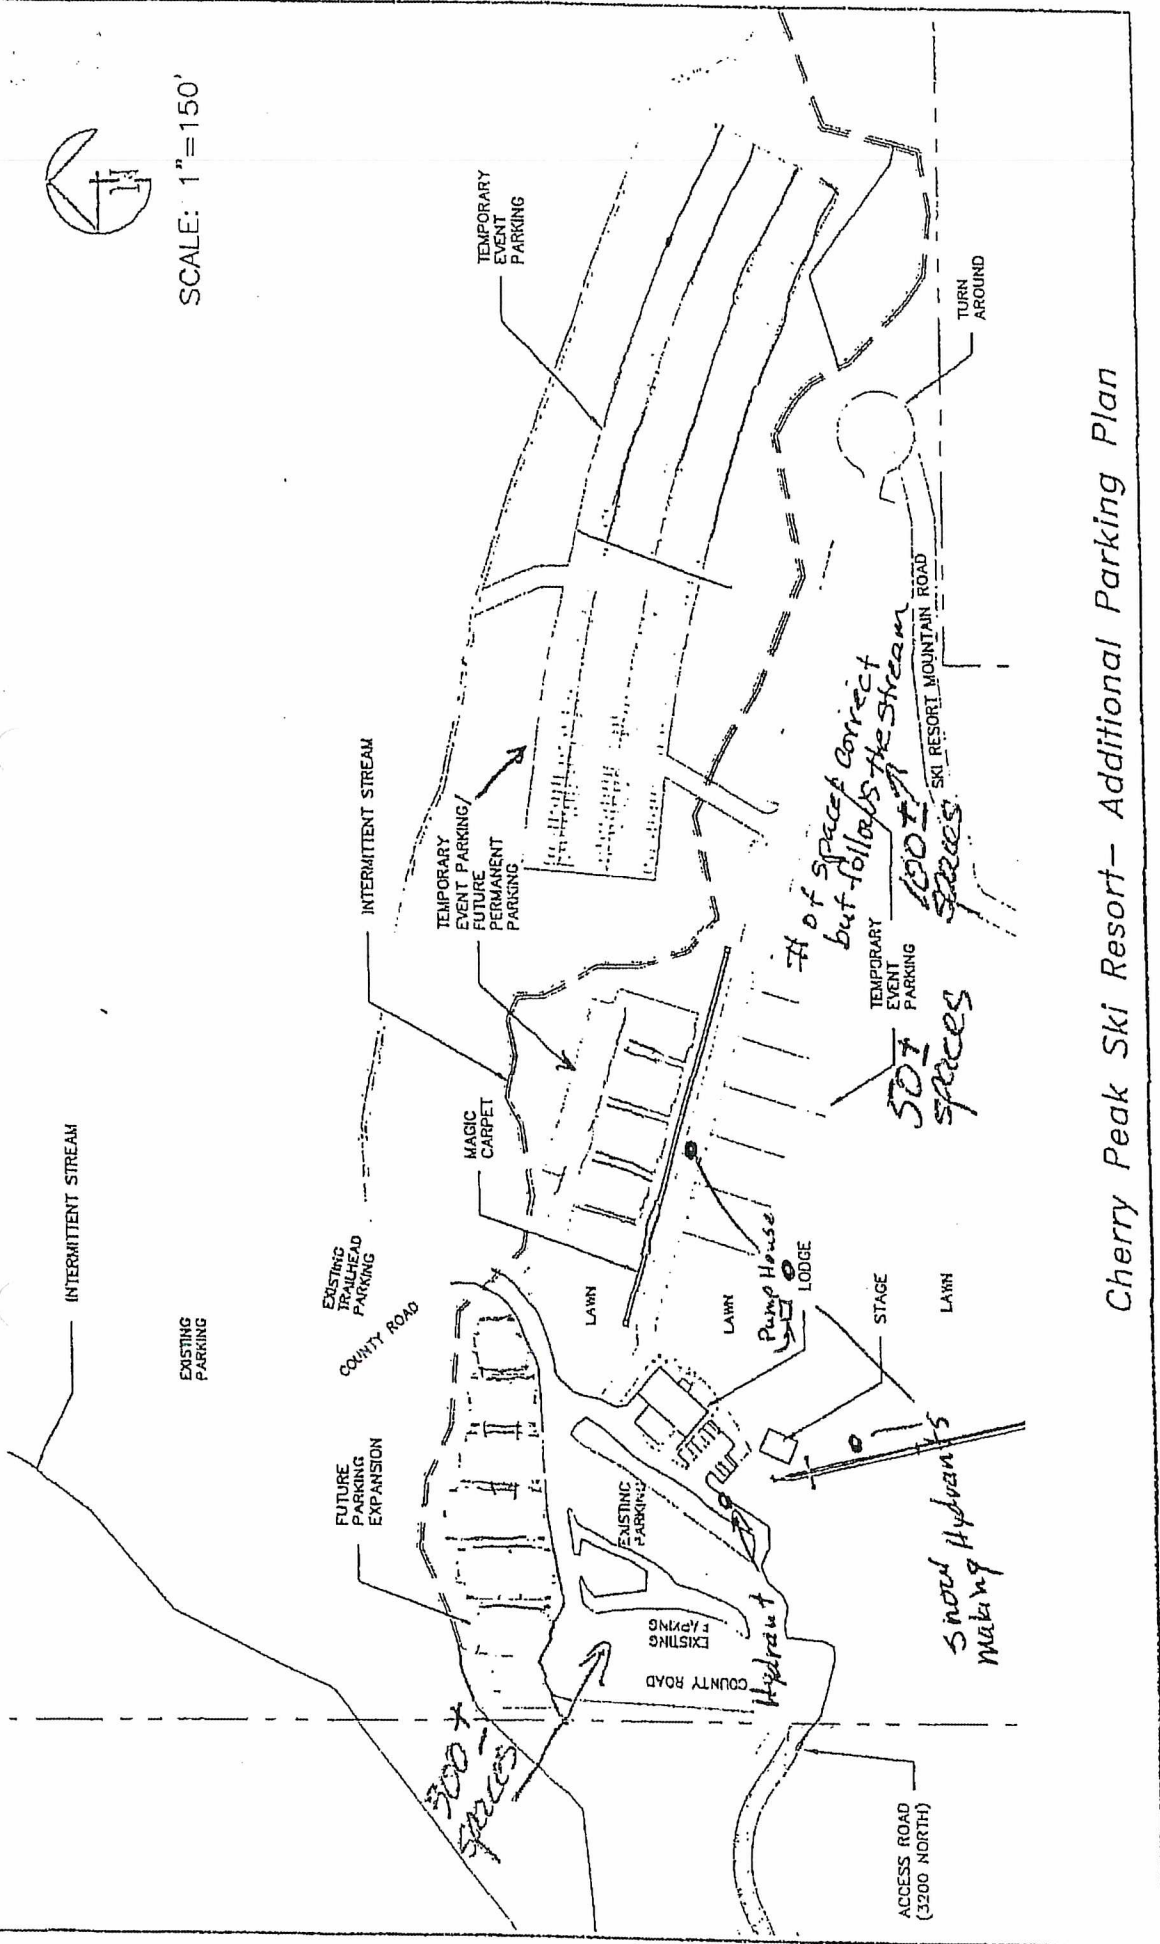 SCALE: 1"=150'
INTERMITTENT STREAM
EXISTING
PARKING
INTERMITTENT STREAM
TEMPORARY
EVENT
PARKING
EXISTING
TRAILHEAD
PARKING
COUNTY ROAD
TEMPORARY
EVENT PARKING/
FUTURE
PERMANENT
PARKING
FUTURE
PARKING
EXPANSION
MAGIC
CARPET
300 ±
spaces
LAWN
EXISTING
PARKING
EXISTING
PARKING
COUNTY ROAD
LAWN
Pump House
LODGE
# of spaces correct
but follows the stream
TEMPORARY
EVENT
PARKING
100 ±
spaces
50 ±
spaces
SKI RESORT MOUNTAIN ROAD
TURN
AROUND
Hydrant
STAGE
LAWN
Snow Hydrants
making
ACCESS ROAD
(3200 NORTH)
Cherry Peak Ski Resort- Additional Parking Plan